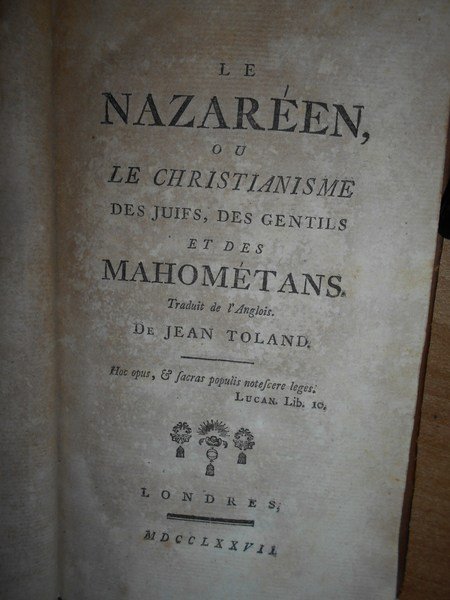 LE
NAZARÉEN,
OU
LE CHRISTIANISME
DES JUIFS, DES GENTILS
ET DES
MAHOMÉTANS.
Traduit de l'Anglois.
DE JEAN TOLAND.
Hoc opus, & ſacras populis noteſcere leges.
LUCAN. Lib. 10.
LONDRES,
MDCCLXXVII